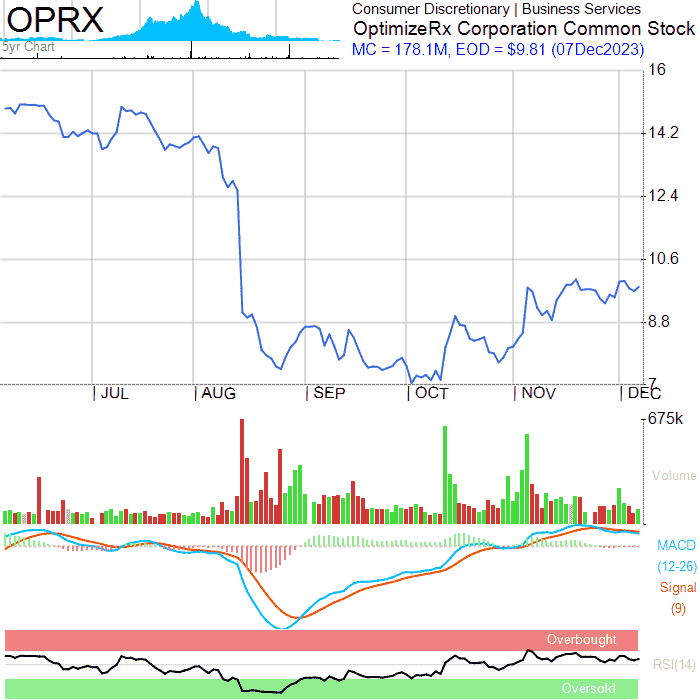 OPRX
5yr Chart
Consumer Discretionary | Business Services
OptimizeRx Corporation Common Stock
MC = 178.1M, EOD = $9.81 (07Dec2023)
16
14.2
12.4
10.6
8.8
7
JUL AUG SEP OCT NOV DEC
675k
Volume
MACD
(12-26)
Signal
(9)
Overbought
RSI(14)
Oversold